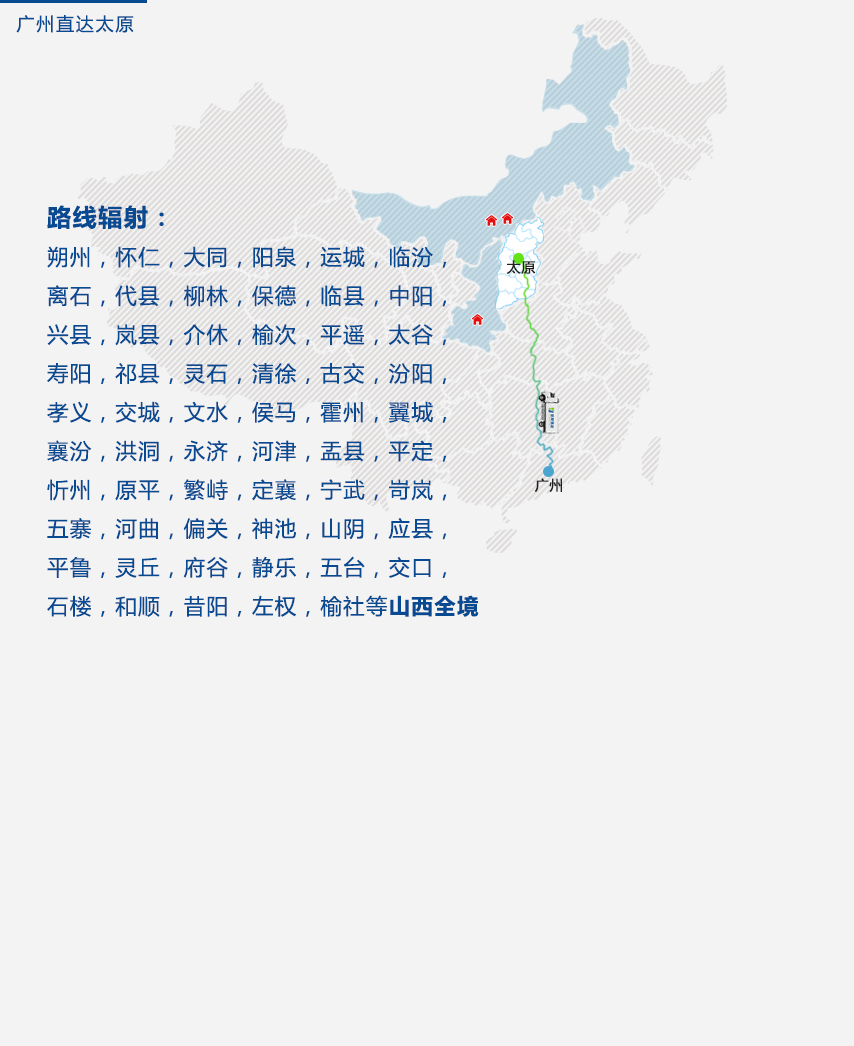 广州直达太原
路线辐射：
朔州，怀仁，大同，阳泉，运城，临汾，
离石，代县，柳林，保德，临县，中阳，
兴县，岚县，介休，榆次，平遥，太谷，
寿阳，祁县，灵石，清徐，古交，汾阳，
孝义，交城，文水，侯马，霍州，翼城，
襄汾，洪洞，永济，河津，盂县，平定，
忻州，原平，繁峙，定襄，宁武，岢岚，
五寨，河曲，偏关，神池，山阴，应县，
平鲁，灵丘，府谷，静乐，五台，交口，
石楼，和顺，昔阳，左权，榆社等山西全境
太原
广州